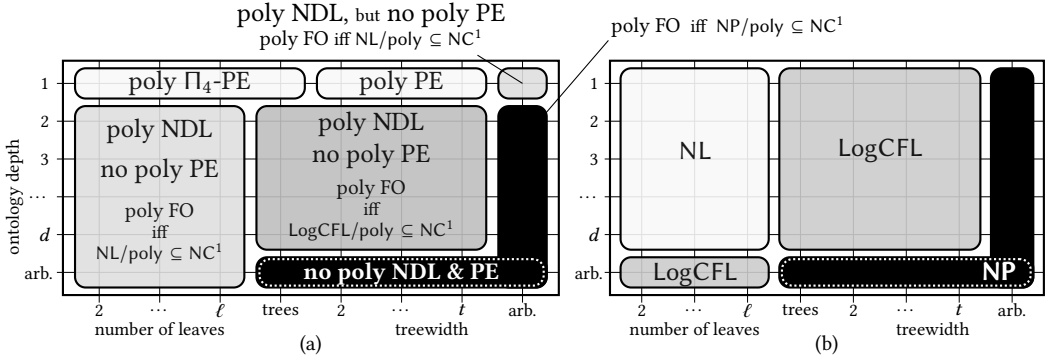 poly NDL, but no poly PE
poly FO iff NL/poly ⊆ NC¹
poly FO iff NP/poly ⊆ NC¹
ontology depth
1
2
3
...
d
arb.
poly Π₄-PE
poly PE
poly NDL
no poly PE
poly FO
iff
NL/poly ⊆ NC¹
poly NDL
no poly PE
poly FO
iff
LogCFL/poly ⊆ NC¹
no poly NDL & PE
2 ... ℓ trees 2 ... t arb.
number of leaves treewidth
(a)
1
2
3
...
d
arb.
NL
LogCFL
LogCFL
NP
2 ... ℓ trees 2 ... t arb.
number of leaves treewidth
(b)